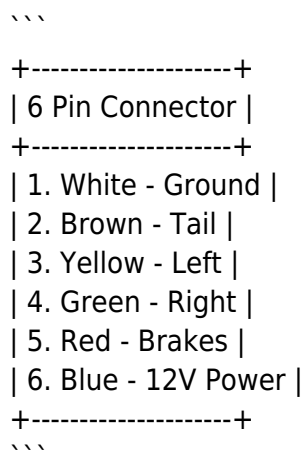 ```
+---------------------+
| 6 Pin Connector |
+---------------------+
| 1. White - Ground |
| 2. Brown - Tail |
| 3. Yellow - Left |
| 4. Green - Right |
| 5. Red - Brakes |
| 6. Blue - 12V Power |
+---------------------+
```